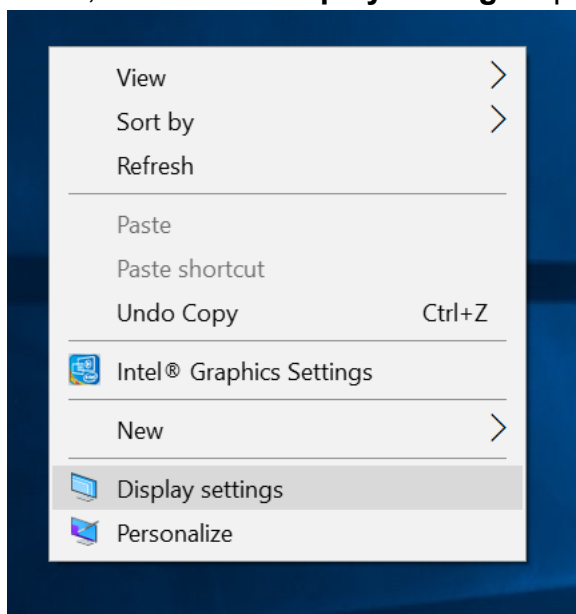 View
Sort by
Refresh
Paste
Paste shortcut
Undo Copy Ctrl+Z
Intel® Graphics Settings
New
Display settings
Personalize